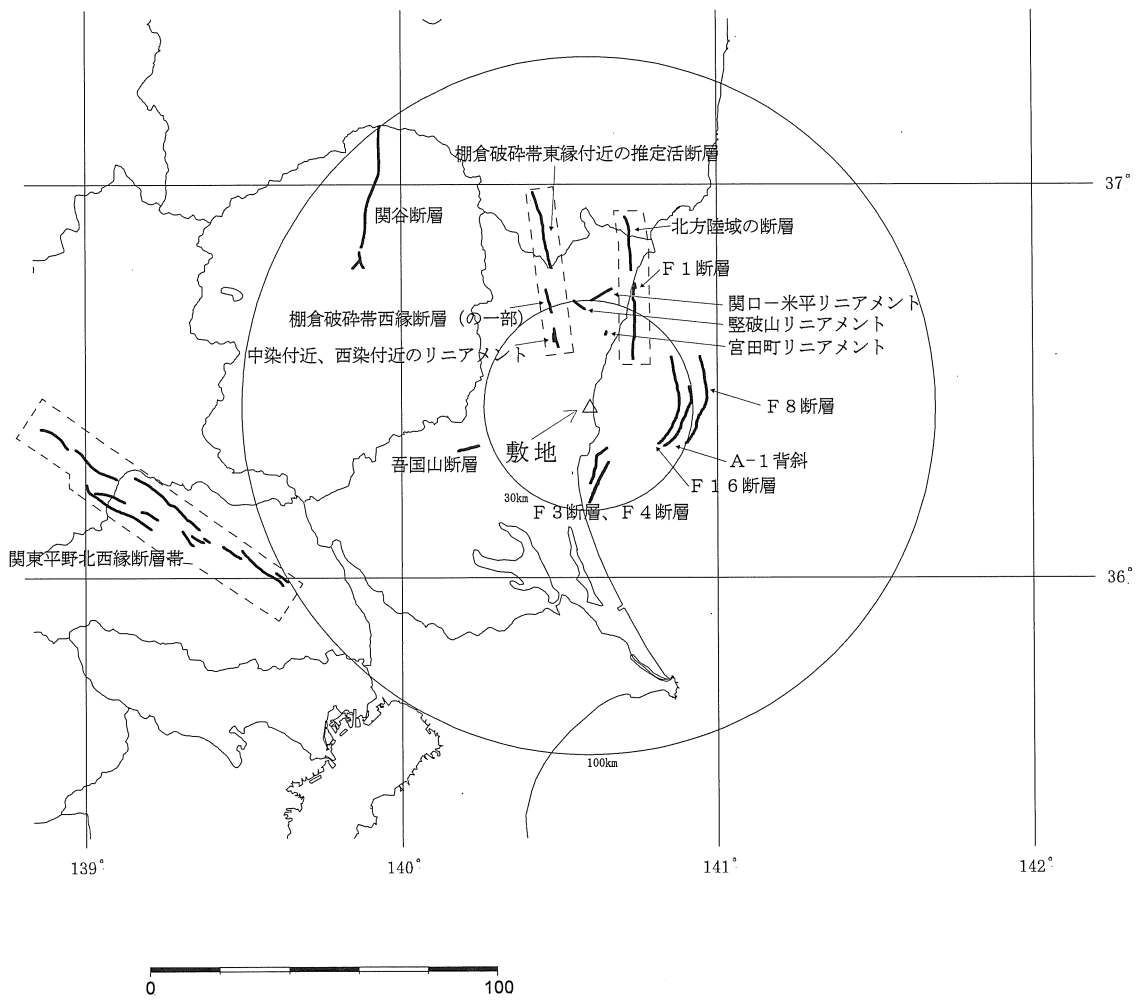 棚倉破砕帯東縁付近の推定活断層
37°
関谷断層
北方陸域の断層
F1断層
関ロー米平リニアメント
棚倉破砕帯西縁断層(の一部)
竪破山リニアメント
宮田町リニアメント
中染付近、西染付近のリニアメント
F8断層
敷地
吾国山断層
A-1背斜
F16断層
30km
F3断層、F4断層
関東平野北西縁断層帯
36°
100km
139°
140°
141°
142°
0
100